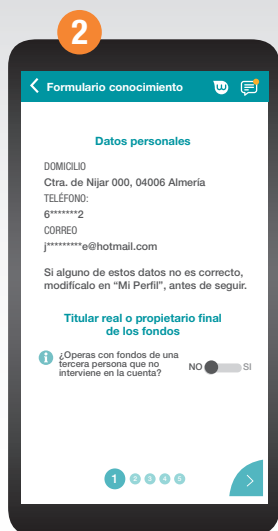 2
Formulario conocimiento
Datos personales
DOMICILIO
Ctra. de Nijar 000, 04006 Almería
TELÉFONO:
6*******2
CORREO
j*********e@hotmail.com
Si alguno de estos datos no es correcto,
modifícalo en “Mi Perfil”, antes de seguir.
Titular real o propietario final
de los fondos
i ¿Operas con fondos de una
tercera persona que no
interviene en la cuenta?
NO SI
1 2 3 4 5